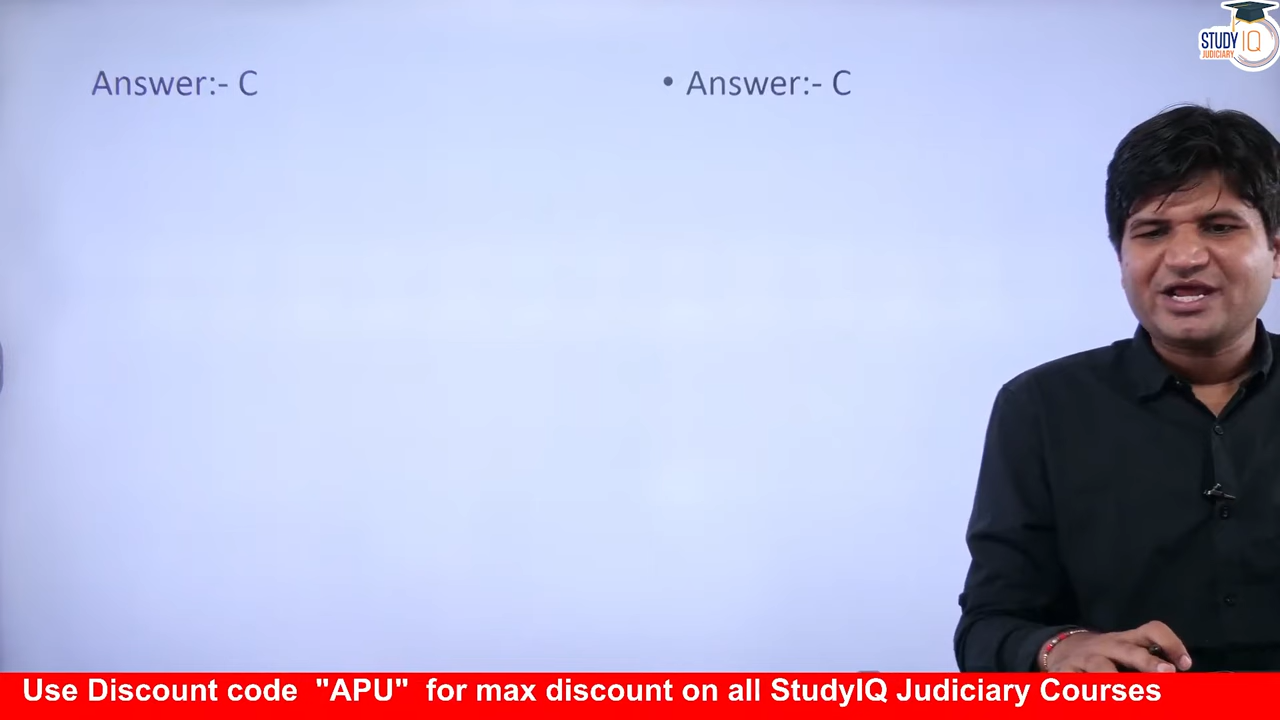 STUDY IQ
JUDICIARY
Answer:- C
• Answer:- C
Use Discount code "APU" for max discount on all StudyIQ Judiciary Courses